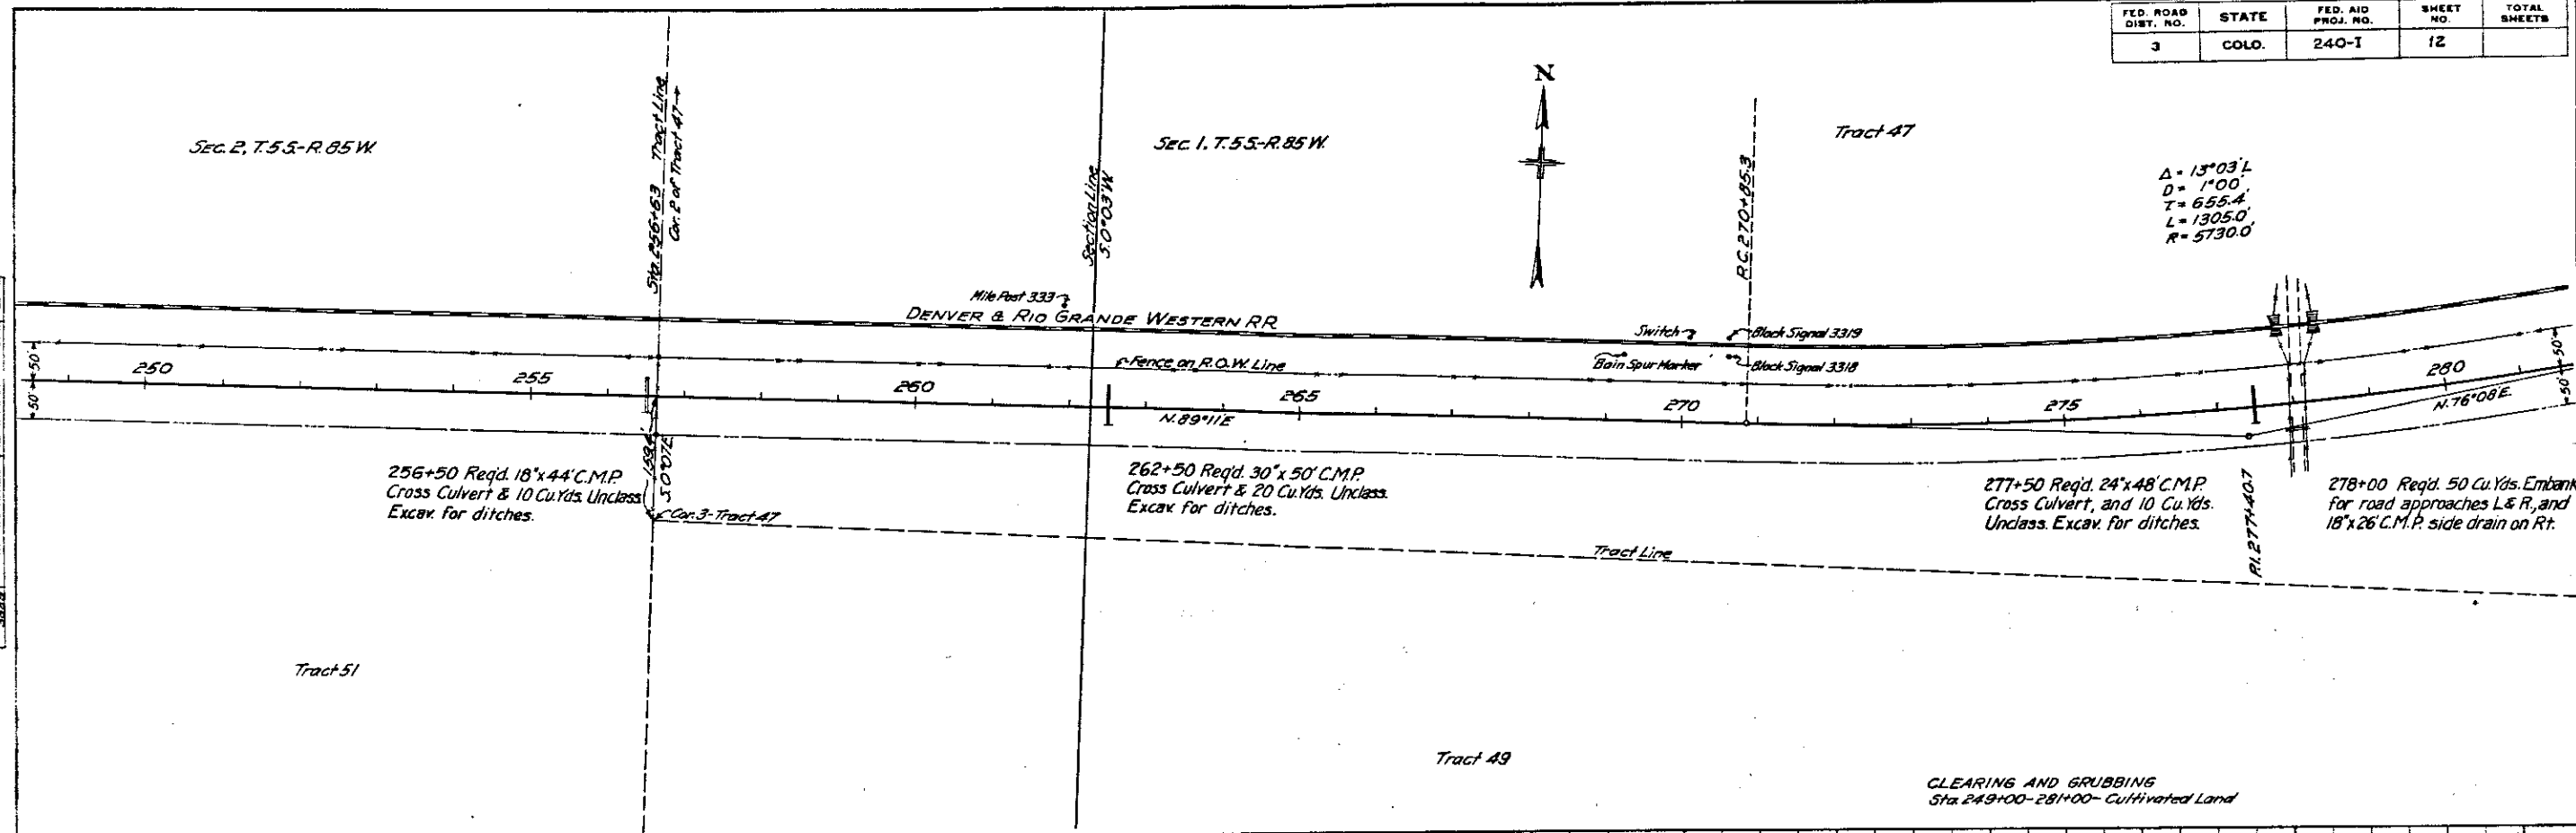 FED. ROAD DIST. NO. STATE FED. AID PROJ. NO. SHEET NO. TOTAL SHEETS
3 COLO. 240-I 12
Sec. 2, T.5S.-R.85W.
Sta. 256+63 Tract Line
Cor. 2 of Tract 47
Section Line
S.0°03'W
Sec. 1, T.5S.-R.85W.
N
P.C. 270+85.3
Tract 47
Δ = 13°03'L
D = 1°00'
T = 655.4'
L = 1305.0'
R = 5730.0'
Mile Post 333
DENVER & RIO GRANDE WESTERN RR
Switch
Block Signal 3319
Fence on R.O.W. Line
Bain Spur Marker
Block Signal 3318
50'
50'
250
255
260
265
270
275
280
50'
50'
N.89°11'E
N.76°08'E.
159.4'
S.0°07'E
256+50 Req'd. 18"x44' C.M.P.
Cross Culvert & 10 Cu.Yds. Unclass.
Excav. for ditches.
Cor. 3-Tract 47
262+50 Req'd. 30"x50' C.M.P.
Cross Culvert & 20 Cu.Yds. Unclass.
Excav. for ditches.
277+50 Req'd. 24"x48' C.M.P.
Cross Culvert, and 10 Cu.Yds.
Unclass. Excav. for ditches.
P.I. 277+40.7
278+00 Req'd. 50 Cu.Yds. Embank
for road approaches L & R, and
18"x26' C.M.P. side drain on Rt.
Tract Line
Tract 51
Tract 49
CLEARING AND GRUBBING
Sta. 249+00-281+00- Cultivated Land